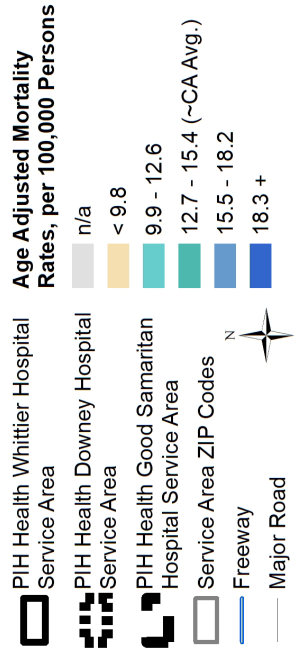 PIH Health Whittier Hospital
Service Area
PIH Health Downey Hospital
Service Area
PIH Health Good Samaritan
Hospital Service Area
Service Area ZIP Codes
Freeway
Major Road
N
Age Adjusted Mortality
Rates, per 100,000 Persons
n/a
< 9.8
9.9 - 12.6
12.7 - 15.4 (~CA Avg.)
15.5 - 18.2
18.3 +